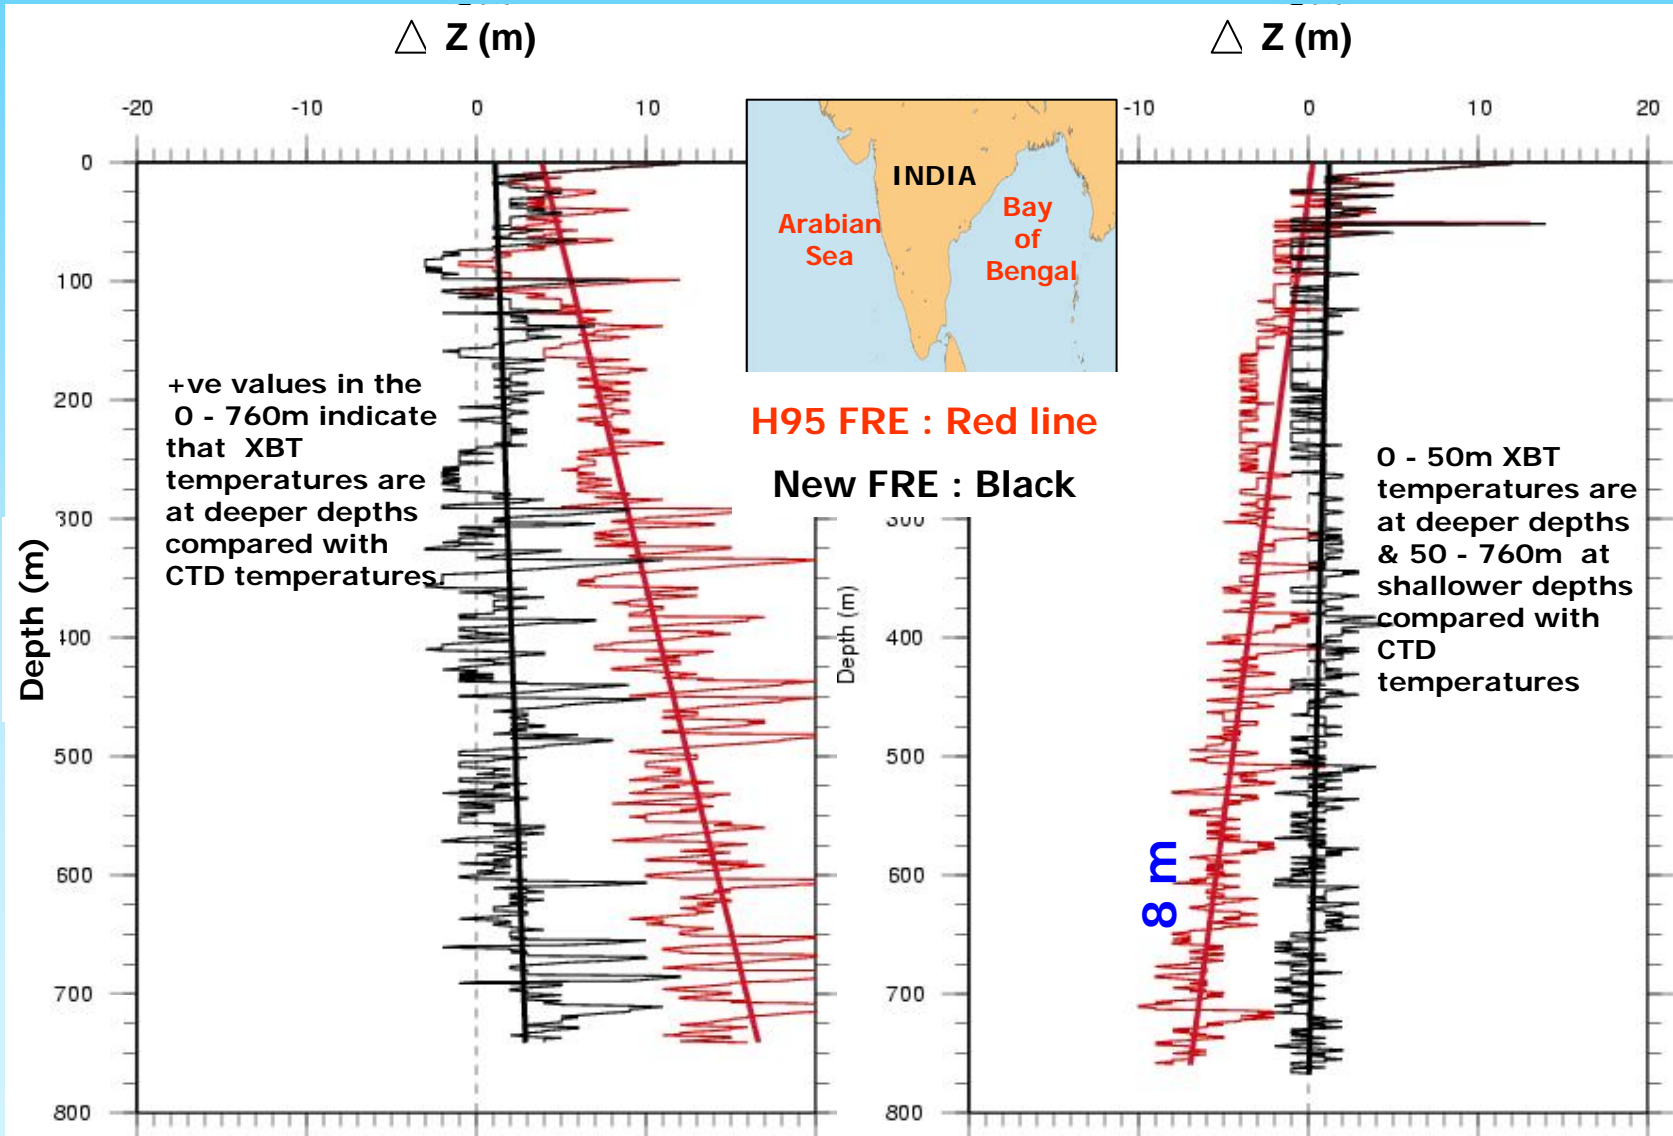 △ Z (m)
△ Z (m)
-20 -10 0 10
-10 0 10 20
0
100
200
300
400
500
600
700
800
Depth (m)
+ve values in the
0 - 760m indicate
that XBT
temperatures are
at deeper depths
compared with
CTD temperatures
INDIA
Arabian
Sea
Bay
of
Bengal
H95 FRE : Red line
New FRE : Black
300
400
500
600
700
800
Depth (m)
0 - 50m XBT
temperatures are
at deeper depths
& 50 - 760m at
shallower depths
compared with
CTD
temperatures
8 m